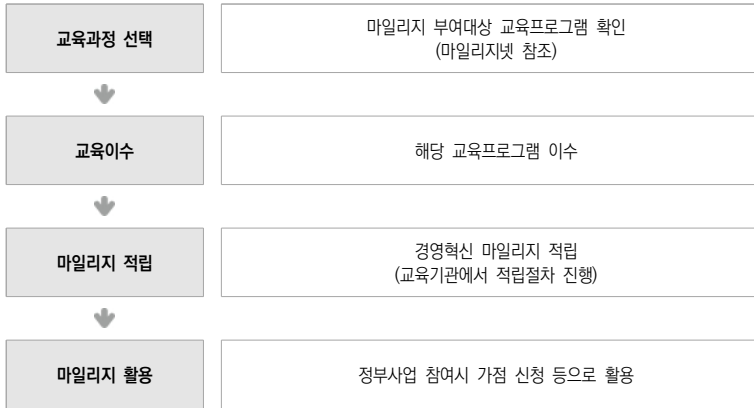 교육과정 선택
마일리지 부여대상 교육프로그램 확인
(마일리지넷 참조)
교육이수
해당 교육프로그램 이수
마일리지 적립
경영혁신 마일리지 적립
(교육기관에서 적립절차 진행)
마일리지 활용
정부사업 참여시 가점 신청 등으로 활용